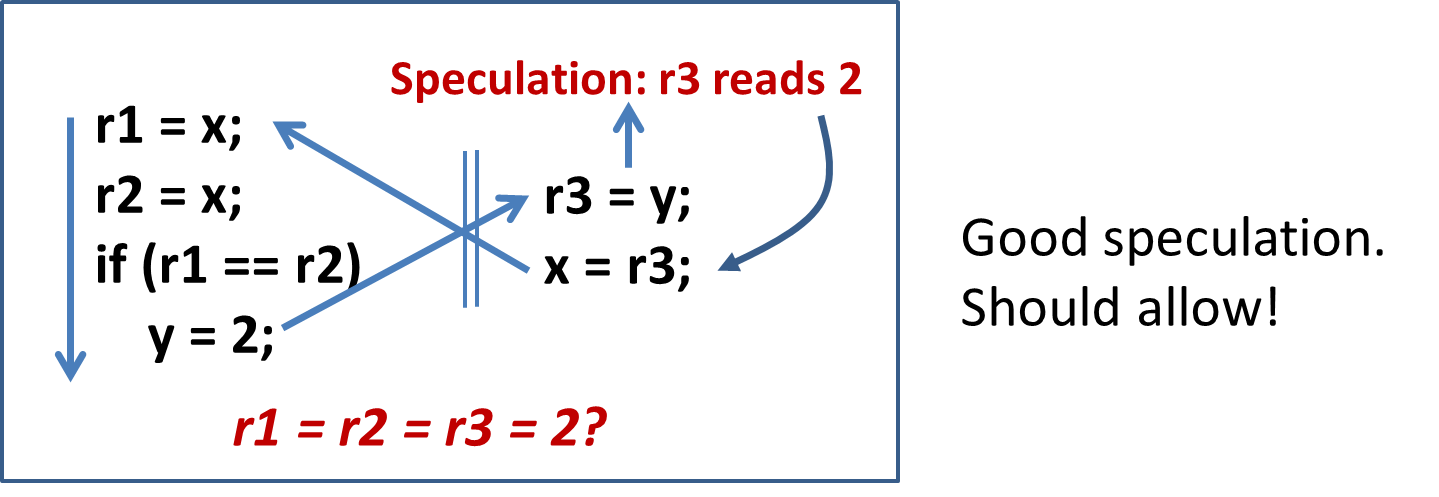 Speculation: r3 reads 2
r1 = x;
r2 = x;
if (r1 == r2)
y = 2;
r3 = y;
x = r3;
r1 = r2 = r3 = 2?
Good speculation.
Should allow!